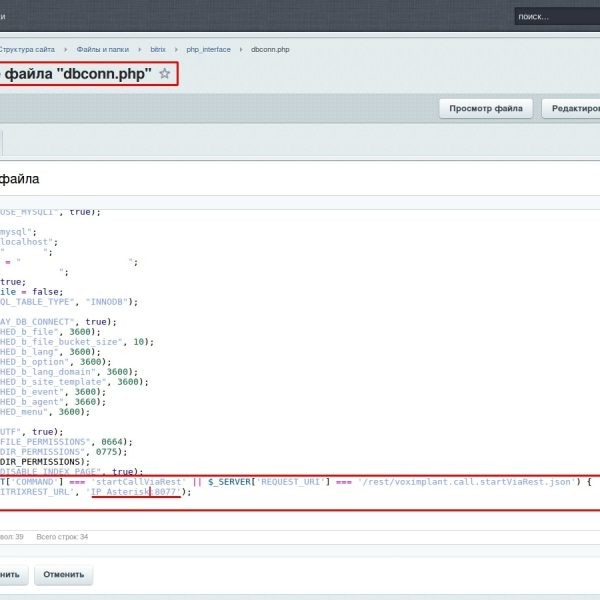 ки
поиск...
Структура сайта > Файлы и папки > bitrix > php_interface > dbconn.php
файла "dbconn.php" ☆
Просмотр файла
Редактиров
файла
USE_MYSQLI", true);
mysql";
localhost";
" ";
= " ";
";
true;
ile = false;
QL_TABLE_TYPE", "INNODB");
AY_DB_CONNECT", true);
HED_b_file", 3600);
HED_b_file_bucket_size", 10);
HED_b_lang", 3600);
HED_b_option", 3600);
HED_b_lang_domain", 3600);
HED_b_site_template", 3600);
HED_b_event", 3600);
HED_b_agent", 3660);
HED_menu", 3600);
UTF", true);
FILE_PERMISSIONS", 0664);
DIR_PERMISSIONS", 0775);
DIR_PERMISSIONS);
DISABLE_INDEX_PAGE", true);
T['COMMAND'] === 'startCallViaRest' || $_SERVER['REQUEST_URI'] === '/rest/voximplant.call.startViaRest.json') {
ITRIXREST_URL', 'IP_Asterisk:8077');
вол: 39 Всего строк: 34
нить
Отменить